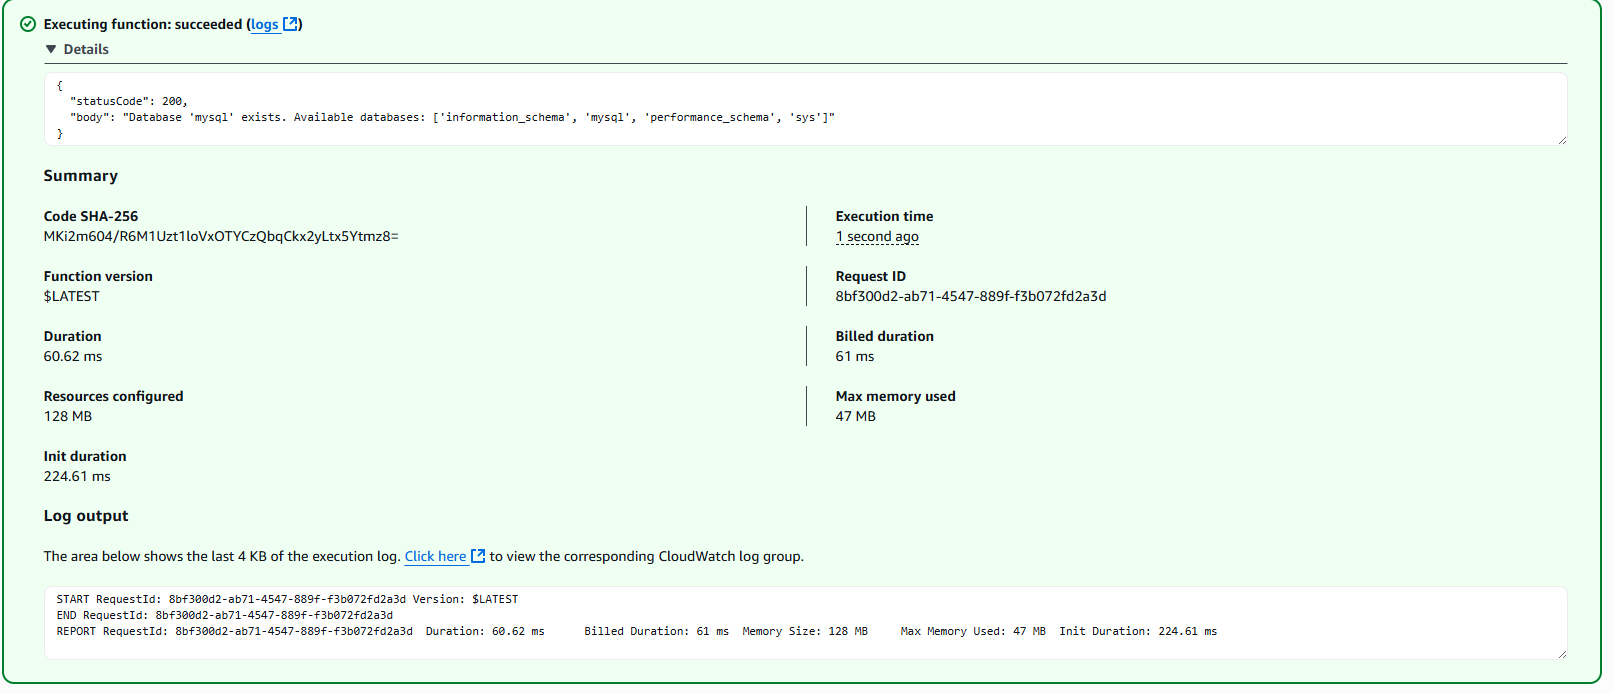 Executing function: succeeded (logs)
Details
{
"statusCode": 200,
"body": "Database 'mysql' exists. Available databases: ['information_schema', 'mysql', 'performance_schema', 'sys']"
}
Summary
Code SHA-256
MKi2m604/R6M1Uzt1loVxOTYCzQbqCkx2yLtx5Ytmz8=
Execution time
1 second ago
Function version
$LATEST
Request ID
8bf300d2-ab71-4547-889f-f3b072fd2a3d
Duration
60.62 ms
Billed duration
61 ms
Resources configured
128 MB
Max memory used
47 MB
Init duration
224.61 ms
Log output
The area below shows the last 4 KB of the execution log. Click here to view the corresponding CloudWatch log group.
START RequestId: 8bf300d2-ab71-4547-889f-f3b072fd2a3d Version: $LATEST
END RequestId: 8bf300d2-ab71-4547-889f-f3b072fd2a3d
REPORT RequestId: 8bf300d2-ab71-4547-889f-f3b072fd2a3d Duration: 60.62 ms Billed Duration: 61 ms Memory Size: 128 MB Max Memory Used: 47 MB Init Duration: 224.61 ms